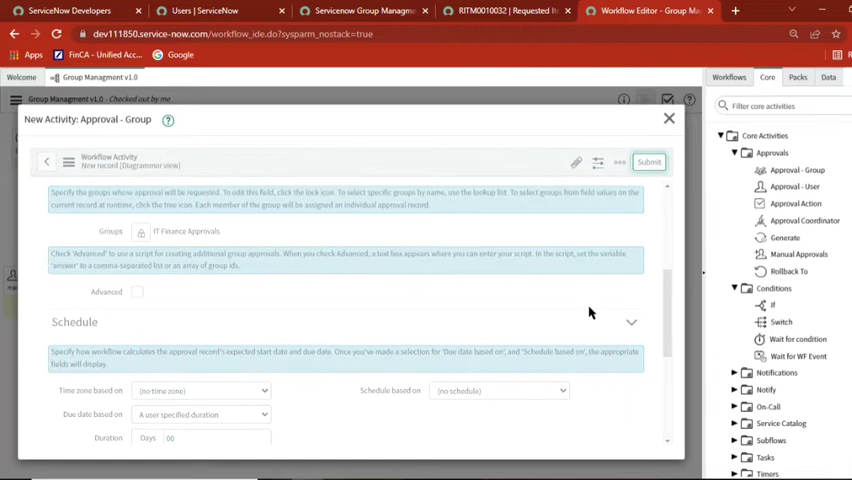 ServiceNow Developers
Users | ServiceNow
Servicenow Group Managme
RITM0010032 | Requested It
Workflow Editor - Group Ma
dev111850.service-now.com/workflow_ide.do?sysparm_nostack=true
Apps
FinCA - Unified Acc...
Google
Welcome
Group Managment v1.0
Workflows
Core
Packs
Data
Group Managment v1.0 - Checked out by me
Filter core activities
New Activity: Approval - Group
Workflow Activity
New record [Diagrammer view]
Submit
Specify the groups whose approval will be requested. To edit this field, click the lock icon. To select specific groups by name, use the lookup list. To select groups from field values on the
current record at runtime, click the tree icon. Each member of the group will be assigned an individual approval record.
Groups
IT Finance Approvals
Check 'Advanced' to use a script for creating additional group approvals. When you check Advanced, a text box appears where you can enter your script. In the script, set the variable
'answer' to a comma-separated list or an array of group ids.
Advanced
Schedule
Specify how workflow calculates the approval record's expected start date and due date. Once you've made a selection for 'Due date based on', and 'Schedule based on', the appropriate
fields will display.
Time zone based on
(no time zone)
Schedule based on
(no schedule)
Due date based on
A user specified duration
Duration
Days
00
Core Activities
Approvals
Approval - Group
Approval - User
Approval Action
Approval Coordinator
Generate
Manual Approvals
Rollback To
Conditions
If
Switch
Wait for condition
Wait for WF Event
Notifications
Notify
On-Call
Service Catalog
Subflows
Tasks
Timers